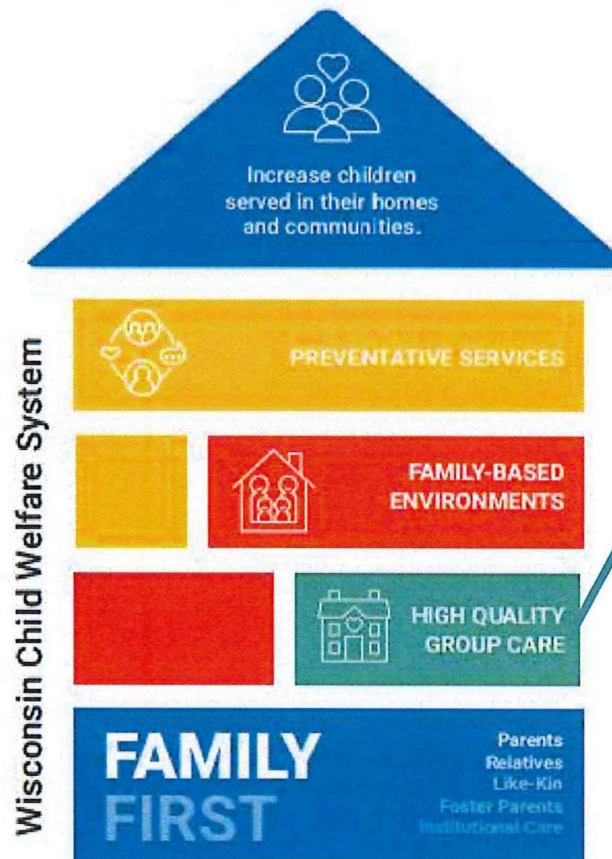 Increase children
served in their homes
and communities.
Wisconsin Child Welfare System
PREVENTATIVE SERVICES
FAMILY-BASED
ENVIRONMENTS
HIGH QUALITY
GROUP CARE
FAMILY
FIRST
Parents
Relatives
Like-Kin
Foster Parents
Institutional Care